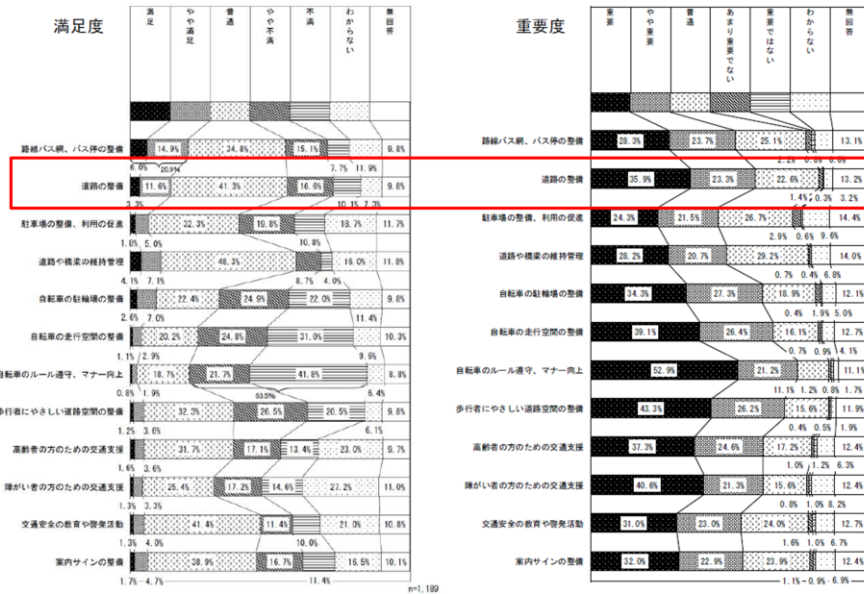 満足度
満足
やや満足
普通
やや不満
不満
わからない
無回答
路線バス網、バス停の整備 14.9% 34.8% 15.1% 9.8%
6.0% 20.9% 7.7% 11.9%
道路の整備 11.6% 41.3% 16.6% 9.8%
3.3% 10.1% 7.3%
駐車場の整備、利用の促進 32.3% 19.8% 18.7% 11.7%
1.8% 5.0% 10.8%
道路や橋梁の維持管理 48.3% 16.0% 11.8%
4.1% 7.1% 8.7% 4.0%
自転車の駐輪場の整備 22.4% 24.9% 22.0% 9.8%
2.6% 7.0% 11.4%
自転車の走行空間の整備 20.2% 24.8% 31.0% 10.3%
1.1% 2.9% 9.6%
自転車のルール遵守、マナー向上 18.7% 21.7% 41.8% 8.8%
0.8% 1.9% 63.5% 6.4%
歩行者にやさしい道路空間の整備 32.3% 26.5% 20.5% 9.8%
1.2% 3.6% 6.1%
高齢者の方のための交通支援 31.7% 17.1% 13.4% 23.0% 9.7%
1.6% 3.6%
障がい者の方のための交通支援 25.4% 17.2% 14.6% 27.2% 11.0%
1.3% 3.3%
交通安全の教育や啓発活動 41.4% 11.4% 21.0% 10.8%
1.3% 4.0% 10.0%
案内サインの整備 38.9% 16.7% 16.5% 10.1%
1.7% 4.7% 11.4%
n=1,189
重要度
重要
やや重要
普通
あまり重要でない
重要ではない
わからない
無回答
路線バス網、バス停の整備 28.3% 23.7% 25.1% 13.1%
道路の整備 35.9% 23.3% 22.6% 13.2%
1.4% 0.3% 3.2%
駐車場の整備、利用の促進 24.3% 21.5% 26.7% 14.4%
2.9% 0.6% 9.6%
道路や橋梁の維持管理 28.2% 20.7% 29.2% 14.0%
0.7% 0.4% 6.8%
自転車の駐輪場の整備 34.3% 27.3% 18.9% 12.1%
0.4% 1.9% 5.0%
自転車の走行空間の整備 39.1% 26.4% 16.1% 12.7%
0.7% 0.9% 4.1%
自転車のルール遵守、マナー向上 52.9% 21.2% 11.1%
11.1% 1.2% 0.8% 1.7%
歩行者にやさしい道路空間の整備 43.3% 26.2% 15.6% 11.9%
0.4% 0.5% 1.9%
高齢者の方のための交通支援 37.3% 24.6% 17.2% 12.4%
1.0% 1.2% 6.3%
障がい者の方のための交通支援 40.6% 21.3% 15.6% 12.4%
0.8% 1.0% 8.2%
交通安全の教育や啓発活動 31.0% 23.0% 24.0% 12.7%
1.6% 1.0% 6.7%
案内サインの整備 32.0% 22.9% 23.9% 12.4%
1.1% 0.9% 6.9%